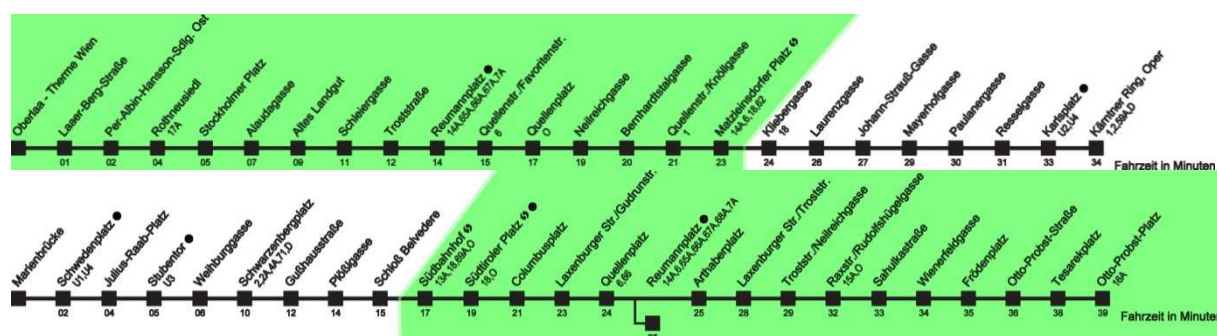 Oberlaa - Therme Wien
Laaer-Berg-Straße
Per-Albin-Hansson-Sdlg. Ost
Rothneusiedl
17A
Stockholmer Platz
Alaudagasse
Altes Landgut
Schleiergasse
Troststraße
Reumannplatz
14A,65A,66A,67A,7A
Quellenstr./Favoritenstr.
6
Quellenplatz
O
Neilreichgasse
Bernhardtstalgasse
Quellenstr./Knöllgasse
1
Matzleinsdorfer Platz
14A,6,18,62
Kliebergasse
18
Laurenzgasse
Johann-Strauß-Gasse
Mayerhofgasse
Paulanergasse
Resselgasse
Karlsplatz
U2,U4
Kärntner Ring, Oper
1,2,59A,D
01 02 04 05 07 09 11 12 14 15 17 19 20 21 23 24 26 27 29 30 31 33 34
Fahrzeit in Minuten
Marienbrücke
Schwedenplatz
U1,U4
Julius-Raab-Platz
Stubentor
U3
Weihburggasse
Schwarzenbergplatz
2,2A,4A,71,D
Gußhausstraße
Plößlgasse
Schloß Belvedere
Südbahnhof
13A,18,69A,O
Südtiroler Platz
18,O
Columbusplatz
Laxenburger Str./Gudrunstr.
Quellenplatz
6,66
Reumannplatz
14A,6,65A,66A,67A,68A,7A
Arthaberplatz
Laxenburger Str./Troststr.
Troststr./Neilreichgasse
Raxstr./Rudolfshügelgasse
15A,O
Sahulkastraße
Wienerfeldgasse
Frödenplatz
Otto-Probst-Straße
Tesarekplatz
Otto-Probst-Platz
16A
02 04 05 06 10 12 14 15 17 19 21 23 24 25 28 29 32 33 34 35 36 38 39
Fahrzeit in Minuten